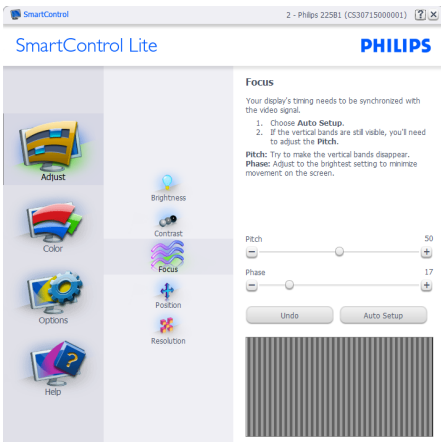 SmartControl
2 - Philips 225B1 (CS30715000001)
?
SmartControl Lite
PHILIPS
Adjust
Color
Options
Help
Brightness
Contrast
Focus
Position
Resolution
Focus
Your display's timing needs to be synchronized with
the video signal.
1. Choose Auto Setup.
2. If the vertical bands are still visible, you'll need
to adjust the Pitch.
Pitch: Try to make the vertical bands disappear.
Phase: Adjust to the brightest setting to minimize
movement on the screen.
Pitch 50
Phase 17
Undo Auto Setup